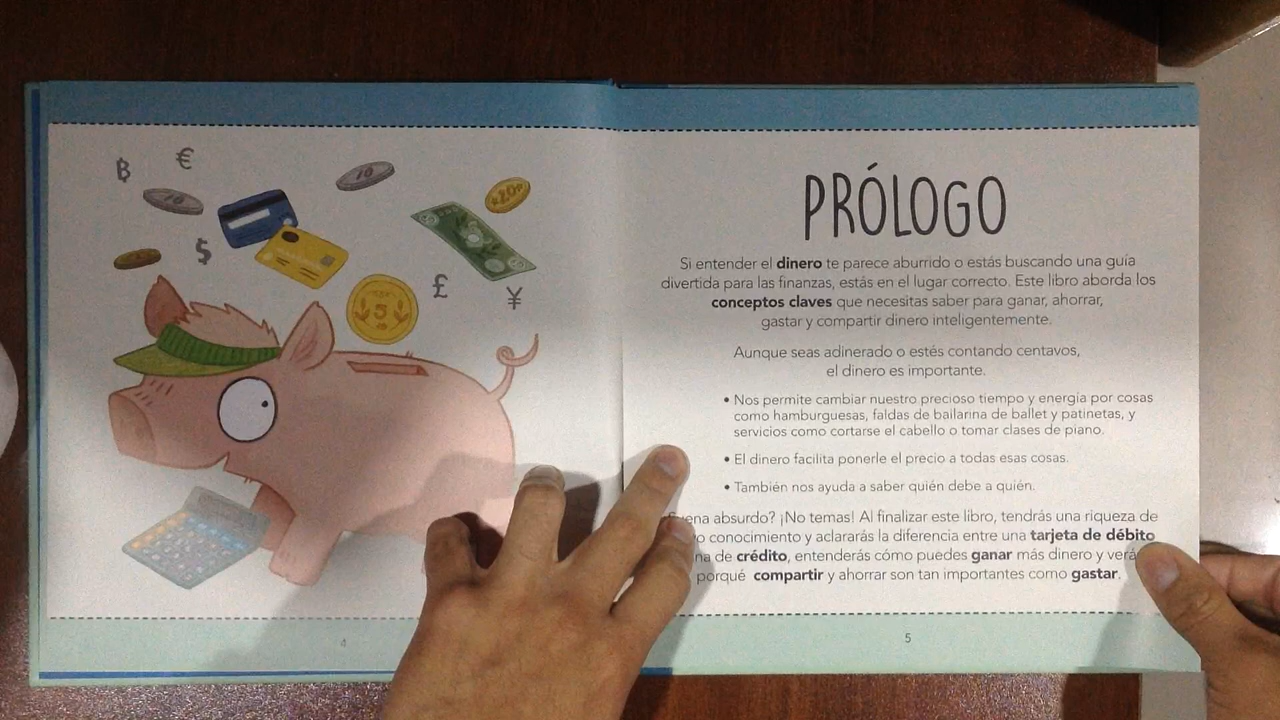 ฿
€
10
10
20
$
£
¥
5
4
PRÓLOGO
Si entender el dinero te parece aburrido o estás buscando una guía
divertida para las finanzas, estás en el lugar correcto. Este libro aborda los
conceptos claves que necesitas saber para ganar, ahorrar,
gastar y compartir dinero inteligentemente.
Aunque seas adinerado o estés contando centavos,
el dinero es importante.
• Nos permite cambiar nuestro precioso tiempo y energía por cosas
como hamburguesas, faldas de bailarina de ballet y patinetas, y
servicios como cortarse el cabello o tomar clases de piano.
• El dinero facilita ponerle el precio a todas esas cosas.
• También nos ayuda a saber quién debe a quién.
absurdo? ¡No temas! Al finalizar este libro, tendrás una riqueza de
conocimiento y aclararás la diferencia entre una tarjeta de débito
de crédito, entenderás cómo puedes ganar más dinero y
porqué compartir y ahorrar son tan importantes como gastar.
5